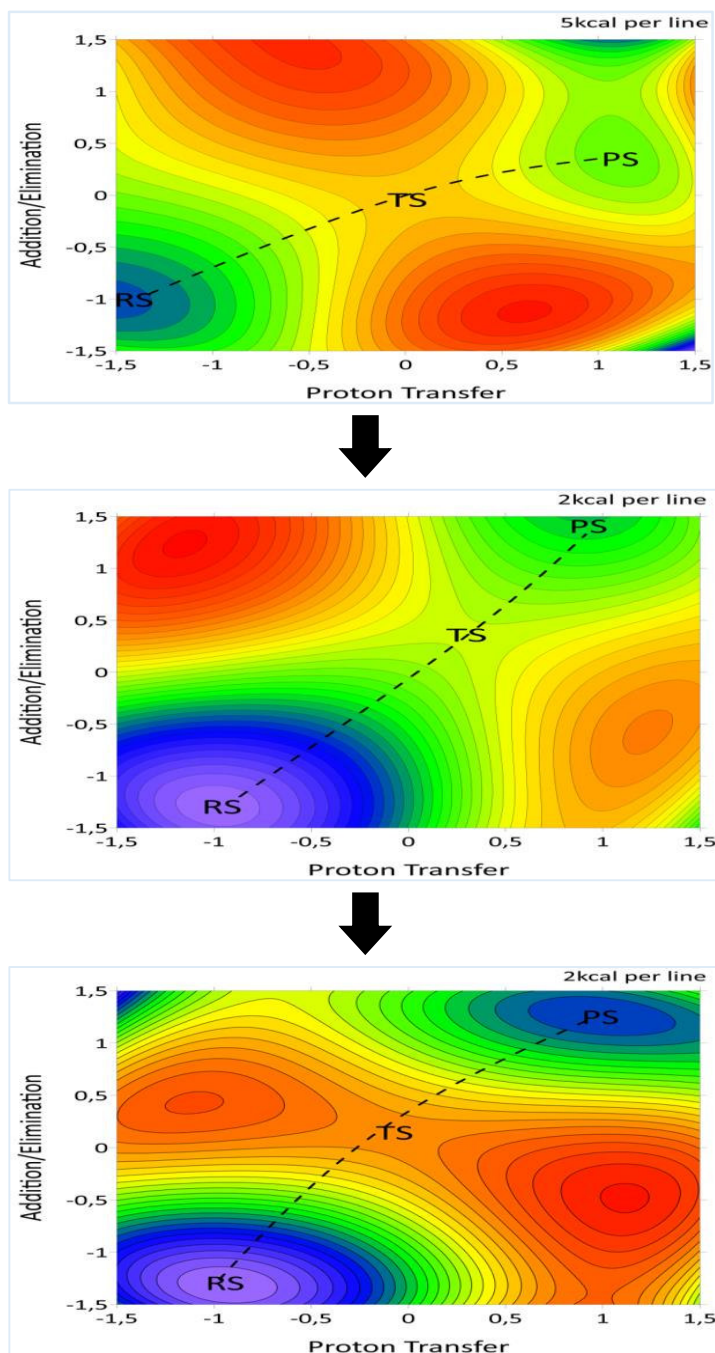 5kcal per line
1,5
1
0,5
0
-0,5
-1
-1,5
Addition/Elimination
PS
TS
RS
-1,5 -1 -0,5 0 0,5 1 1,5
Proton Transfer
2kcal per line
1,5
1
0,5
0
-0,5
-1
-1,5
Addition/Elimination
PS
TS
RS
-1,5 -1 -0,5 0 0,5 1 1,5
Proton Transfer
2kcal per line
1,5
1
0,5
0
-0,5
-1
-1,5
Addition/Elimination
PS
TS
RS
-1,5 -1 -0,5 0 0,5 1 1,5
Proton Transfer